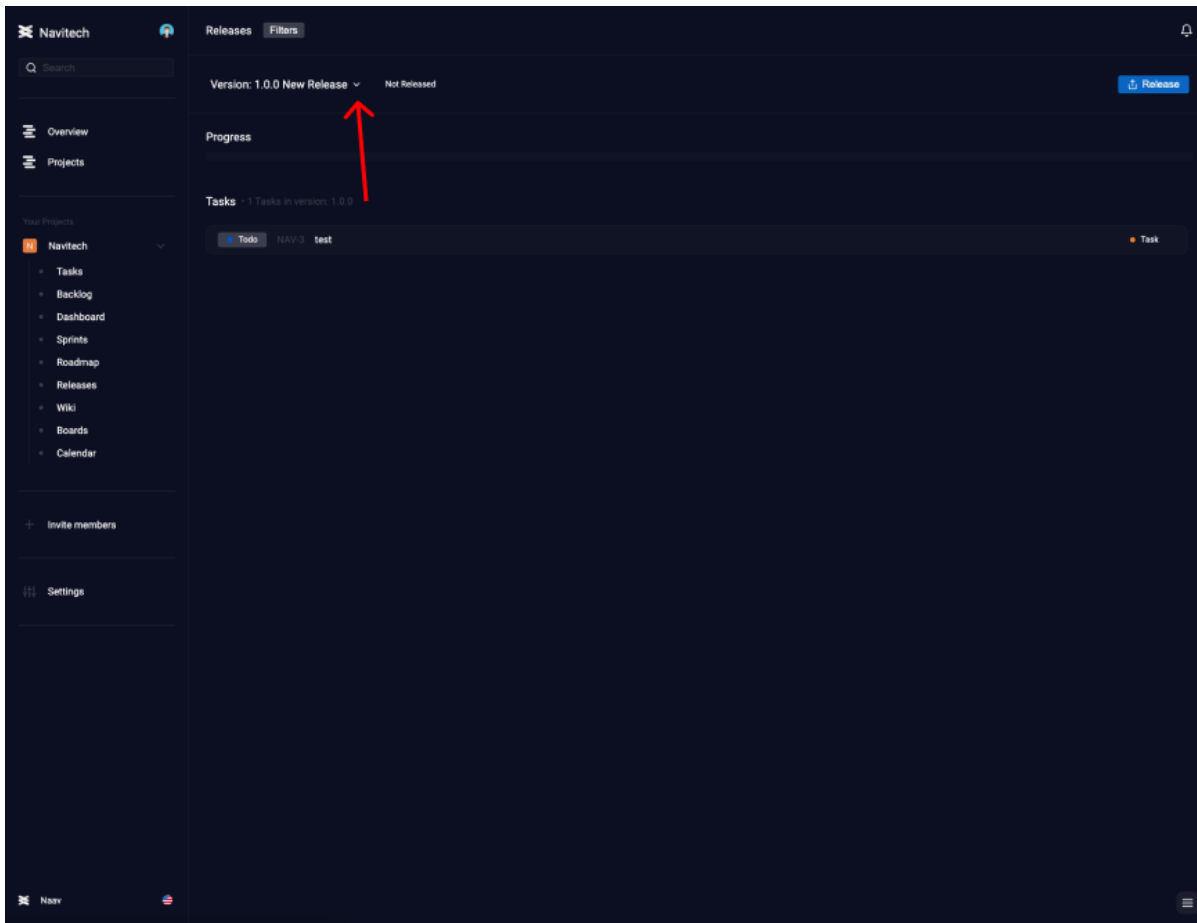 Navitech
Releases Filters
Search
Version: 1.0.0 New Release Not Released Release
Overview
Projects
Progress
Tasks - 1 Tasks in version: 1.0.0
Your Projects
N Navitech
Todo NAV-3 test Task
Tasks
Backlog
Dashboard
Sprints
Roadmap
Releases
Wiki
Boards
Calendar
Invite members
Settings
Naav